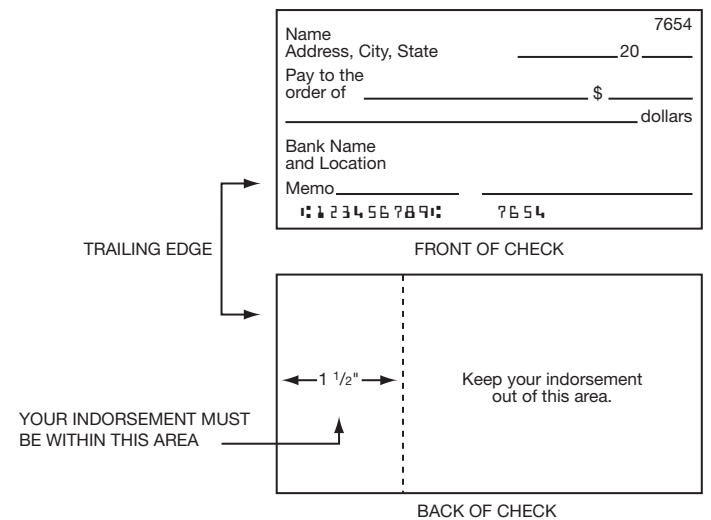 7654
Name
Address, City, State 20
Pay to the
order of $
dollars
Bank Name
and Location
Memo
⑆123456789⑆ 7654
TRAILING EDGE
FRONT OF CHECK
1 1/2"
Keep your indorsement
out of this area.
YOUR INDORSEMENT MUST
BE WITHIN THIS AREA
BACK OF CHECK